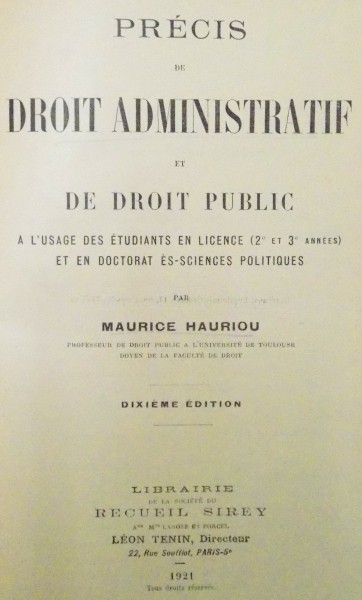 PRÉCIS
DE
DROIT ADMINISTRATIF
ET
DE DROIT PUBLIC
A L'USAGE DES ÉTUDIANTS EN LICENCE (2e ET 3e ANNÉES)
ET EN DOCTORAT ÈS-SCIENCES POLITIQUES
PAR
MAURICE HAURIOU
PROFESSEUR DE DROIT PUBLIC A L'UNIVERSITÉ DE TOULOUSE
DOYEN DE LA FACULTÉ DE DROIT
DIXIÈME ÉDITION
LIBRAIRIE
DE LA SOCIÉTÉ DU
RECUEIL SIREY
LAROSE ET FORCEL
LÉON TENIN, Directeur
22, Rue Soufflot, PARIS-5e
1921
Tous droits réservés.